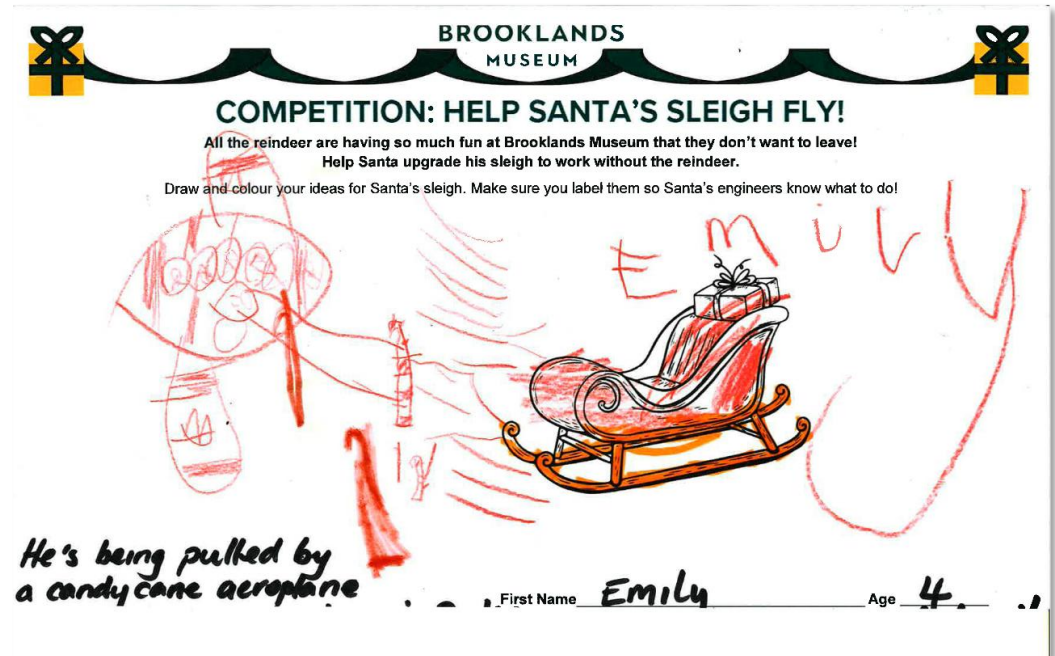 BROOKLANDS
MUSEUM
COMPETITION: HELP SANTA'S SLEIGH FLY!
All the reindeer are having so much fun at Brooklands Museum that they don't want to leave!
Help Santa upgrade his sleigh to work without the reindeer.
Draw and colour your ideas for Santa's sleigh. Make sure you label them so Santa's engineers know what to do!
EMiLy
He's being pulled by
a candy cane aeroplane
First Name Emily Age 4